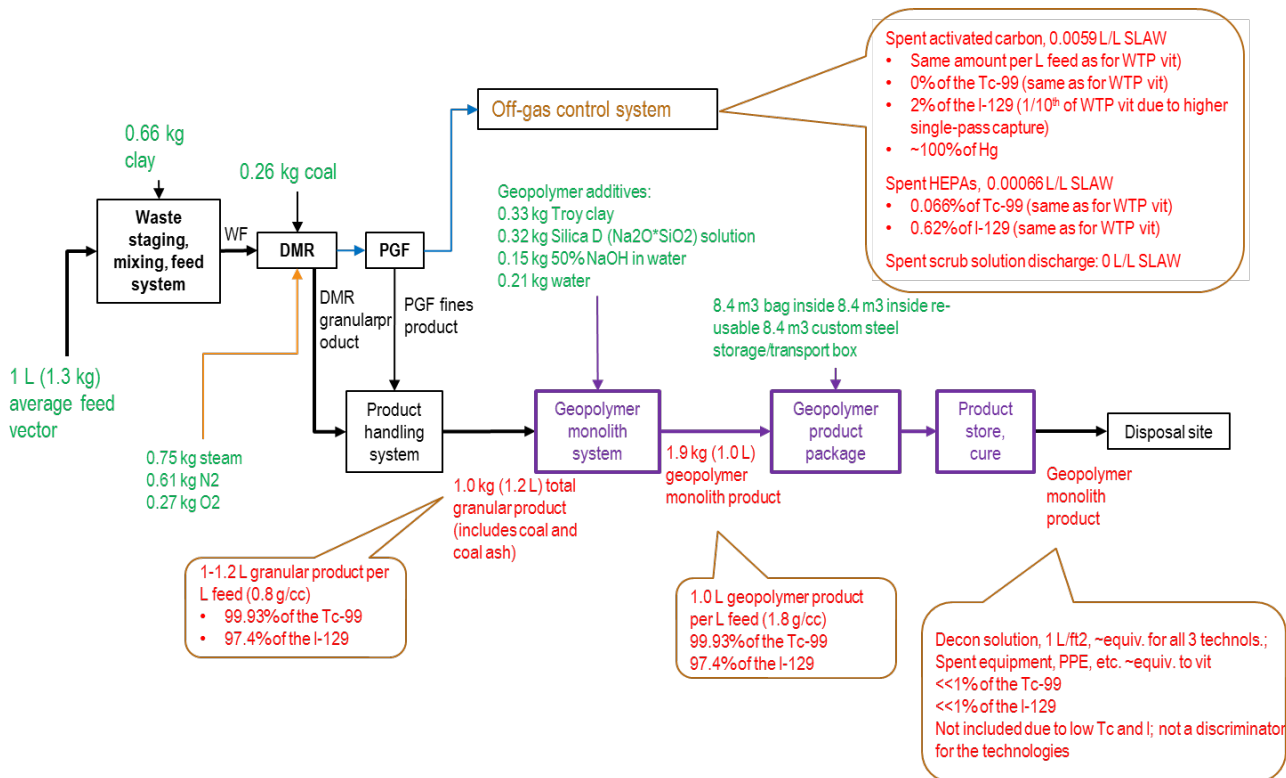 Spent activated carbon, 0.0059 L/L SLAW
• Same amount per L feed as for WTP vit)
• 0% of the Tc-99 (same as for WTP vit)
• 2% of the I-129 (1/10th of WTP vit due to higher
single-pass capture)
• ~100% of Hg
Spent HEPAs, 0.00066 L/L SLAW
• 0.066% of Tc-99 (same as for WTP vit)
• 0.62% of I-129 (same as for WTP vit)
Spent scrub solution discharge: 0 L/L SLAW
Off-gas control system
0.66 kg
clay
0.26 kg coal
Waste
staging,
mixing, feed
system
WF
DMR
PGF
Geopolymer additives:
0.33 kg Troy clay
0.32 kg Silica D (Na2O*SiO2) solution
0.15 kg 50% NaOH in water
0.21 kg water
DMR
granularpr
oduct
PGF fines
product
8.4 m3 bag inside 8.4 m3 inside re-
usable 8.4 m3 custom steel
storage/transport box
1 L (1.3 kg)
average feed
vector
0.75 kg steam
0.61 kg N2
0.27 kg O2
Product
handling
system
Geopolymer
monolith
system
Geopolymer
product
package
Product
store,
cure
Disposal site
1.0 kg (1.2 L) total
granular product
(includes coal and
coal ash)
1.9 kg (1.0 L)
geopolymer
monolith product
Geopolymer
monolith
product
1-1.2 L granular product per
L feed (0.8 g/cc)
• 99.93% of the Tc-99
• 97.4% of the I-129
1.0 L geopolymer product
per L feed (1.8 g/cc)
99.93% of the Tc-99
97.4% of the I-129
Decon solution, 1 L/ft2, ~equiv. for all 3 technols.;
Spent equipment, PPE, etc. ~equiv. to vit
<<1% of the Tc-99
<<1% of the I-129
Not included due to low Tc and I; not a discriminator
for the technologies